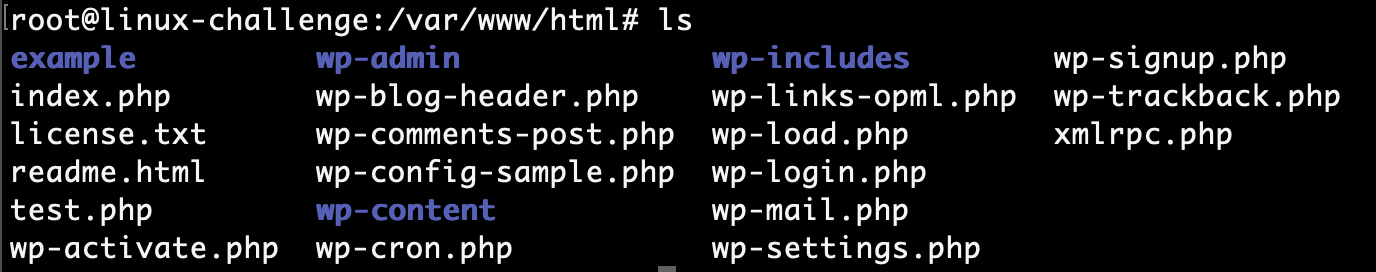 root@linux-challenge:/var/www/html# ls
example wp-admin wp-includes wp-signup.php
index.php wp-blog-header.php wp-links-opml.php wp-trackback.php
license.txt wp-comments-post.php wp-load.php xmlrpc.php
readme.html wp-config-sample.php wp-login.php
test.php wp-content wp-mail.php
wp-activate.php wp-cron.php wp-settings.php